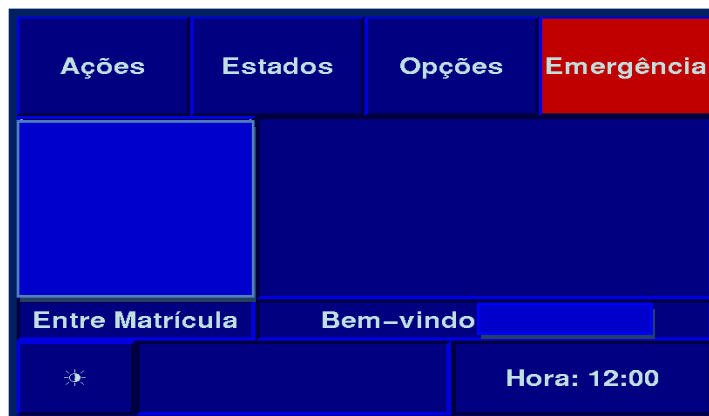 Ações Estados Opções Emergência
Entre Matrícula Bem-vindo
Hora: 12:00